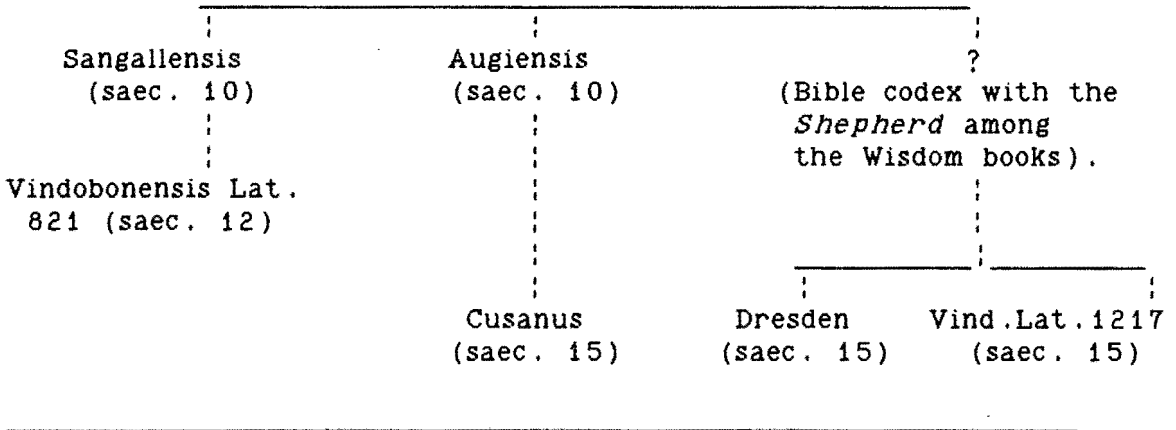 Sangallensis Augiensis ?
(saec. 10) (saec. 10) (Bible codex with the
Shepherd among
the Wisdom books).
Vindobonensis Lat.
821 (saec. 12)
Cusanus Dresden Vind.Lat.1217
(saec. 15) (saec. 15) (saec. 15)